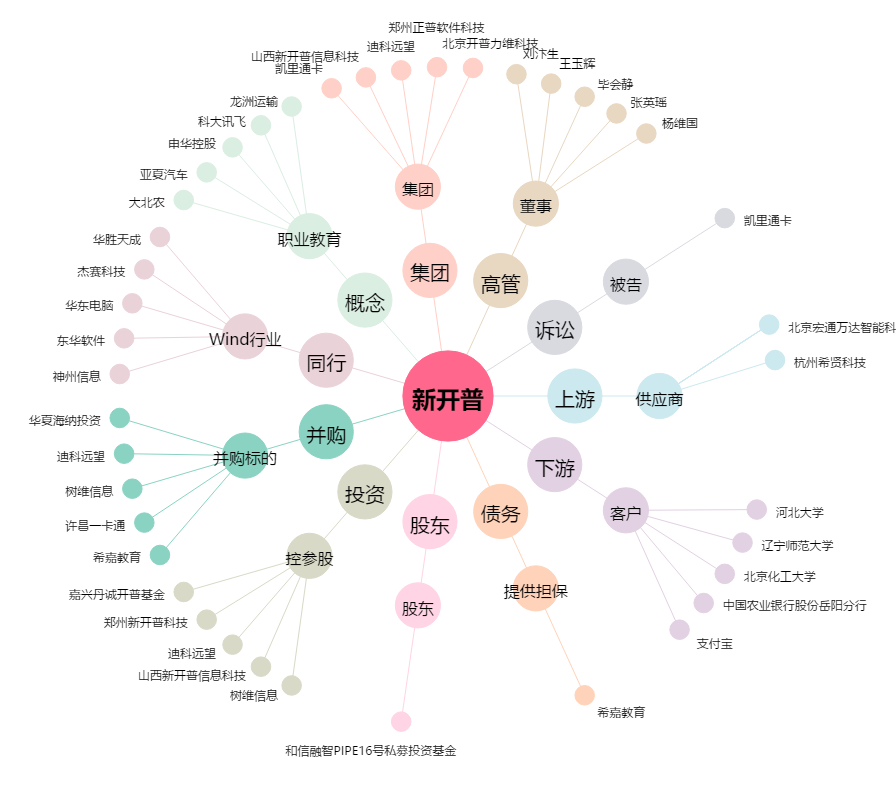 郑州正普软件科技
迪科远望
北京开普力维科技
山西新开普信息科技
凯里通卡
刘汴生
王玉辉
毕会静
张英瑶
杨维国
龙洲运输
科大讯飞
申华控股
亚夏汽车
大北农
集团
董事
职业教育
华胜天成
杰赛科技
华东电脑
东华软件
神州信息
Wind行业
集团
高管
概念
诉讼
被告
凯里通卡
同行
新开普
上游
供应商
北京宏通万达智能科
杭州希贤科技
并购
并购标的
华夏海纳投资
迪科远望
树维信息
许昌一卡通
希嘉教育
下游
客户
河北大学
辽宁师范大学
北京化工大学
中国农业银行股份岳阳分行
支付宝
投资
控参股
嘉兴丹诚开普基金
郑州新开普科技
迪科远望
山西新开普信息科技
树维信息
股东
股东
和信融智PIPE16号私募投资基金
债务
提供担保
希嘉教育